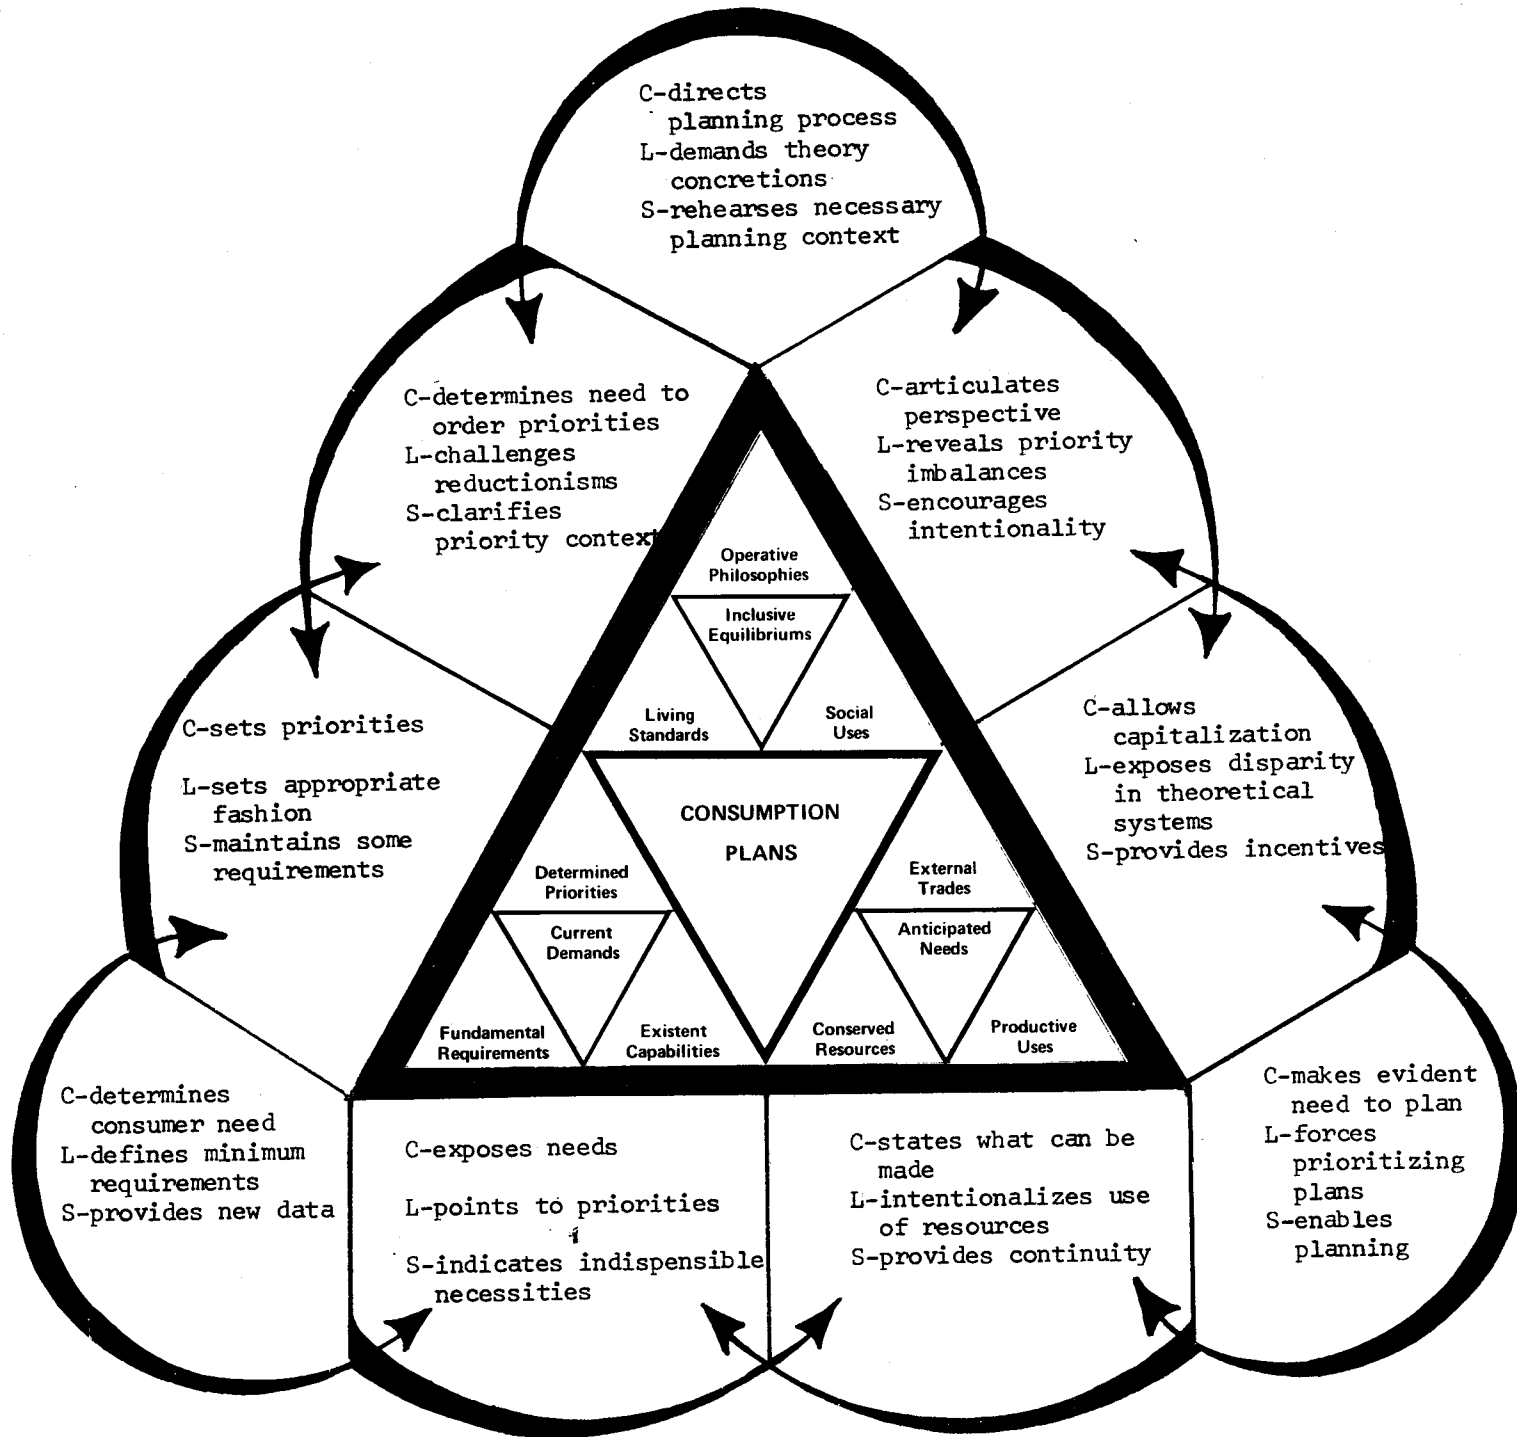 C-directs
planning process
L-demands theory
concretions
S-rehearses necessary
planning context
C-determines need to
order priorities
L-challenges
reductionisms
S-clarifies
priority context
C-articulates
perspective
L-reveals priority
imbalances
S-encourages
intentionality
Operative
Philosophies
Inclusive
Equilibriums
Living
Standards
Social
Uses
C-sets priorities
L-sets appropriate
fashion
S-maintains some
requirements
CONSUMPTION
PLANS
C-allows
capitalization
L-exposes disparity
in theoretical
systems
S-provides incentives
Determined
Priorities
Current
Demands
Fundamental
Requirements
Existent
Capabilities
External
Trades
Anticipated
Needs
Conserved
Resources
Productive
Uses
C-determines
consumer need
L-defines minimum
requirements
S-provides new data
C-exposes needs
L-points to priorities
S-indicates indispensible
necessities
C-states what can be
made
L-intentionalizes use
of resources
S-provides continuity
C-makes evident
need to plan
L-forces
prioritizing
plans
S-enables
planning